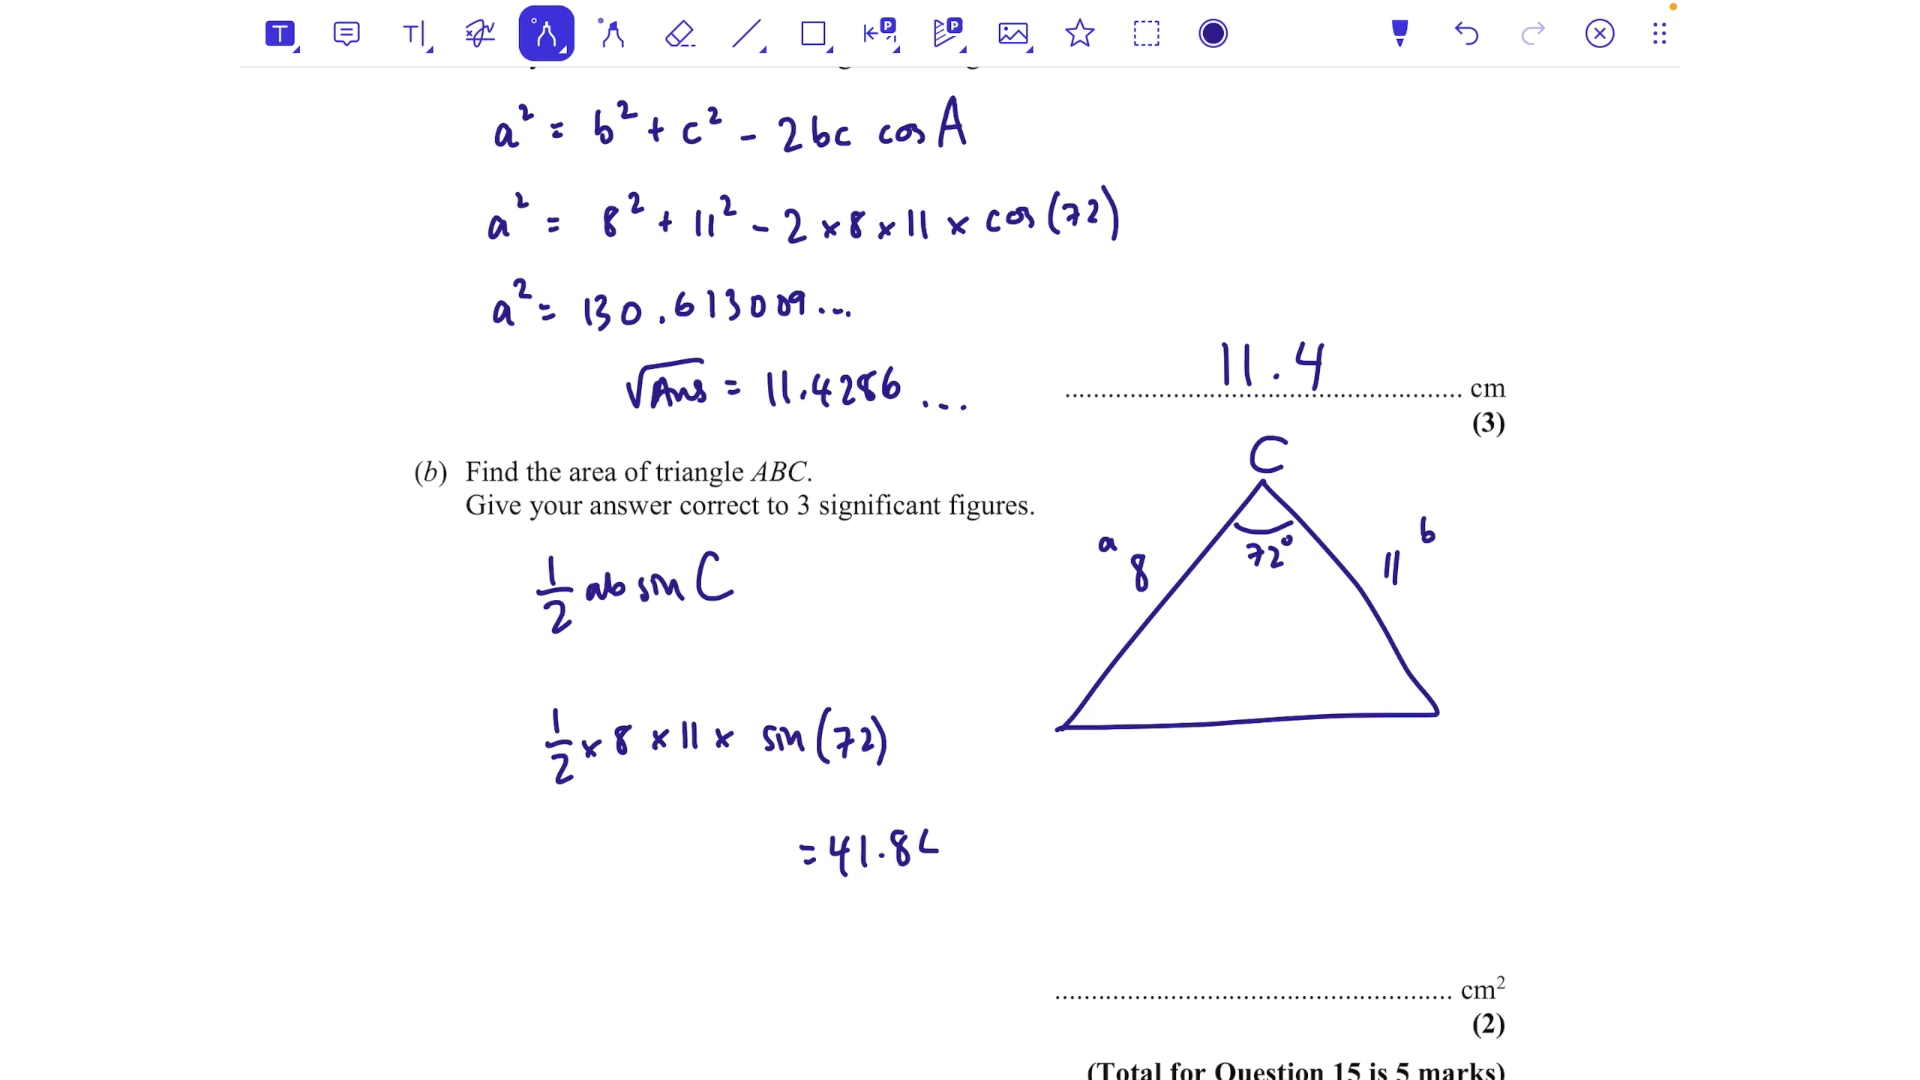 a² = b² + c² - 2bc cos A
a² = 8² + 11² - 2 × 8 × 11 × cos (72)
a² = 130.613009...
√Ans = 11.4286...
11.4
cm
(3)
(b) Find the area of triangle ABC.
Give your answer correct to 3 significant figures.
C
72°
a
8
11
b
1/2 ab sin C
1/2 × 8 × 11 × sin (72)
= 41.84
cm²
(2)
(Total for Question 15 is 5 marks)